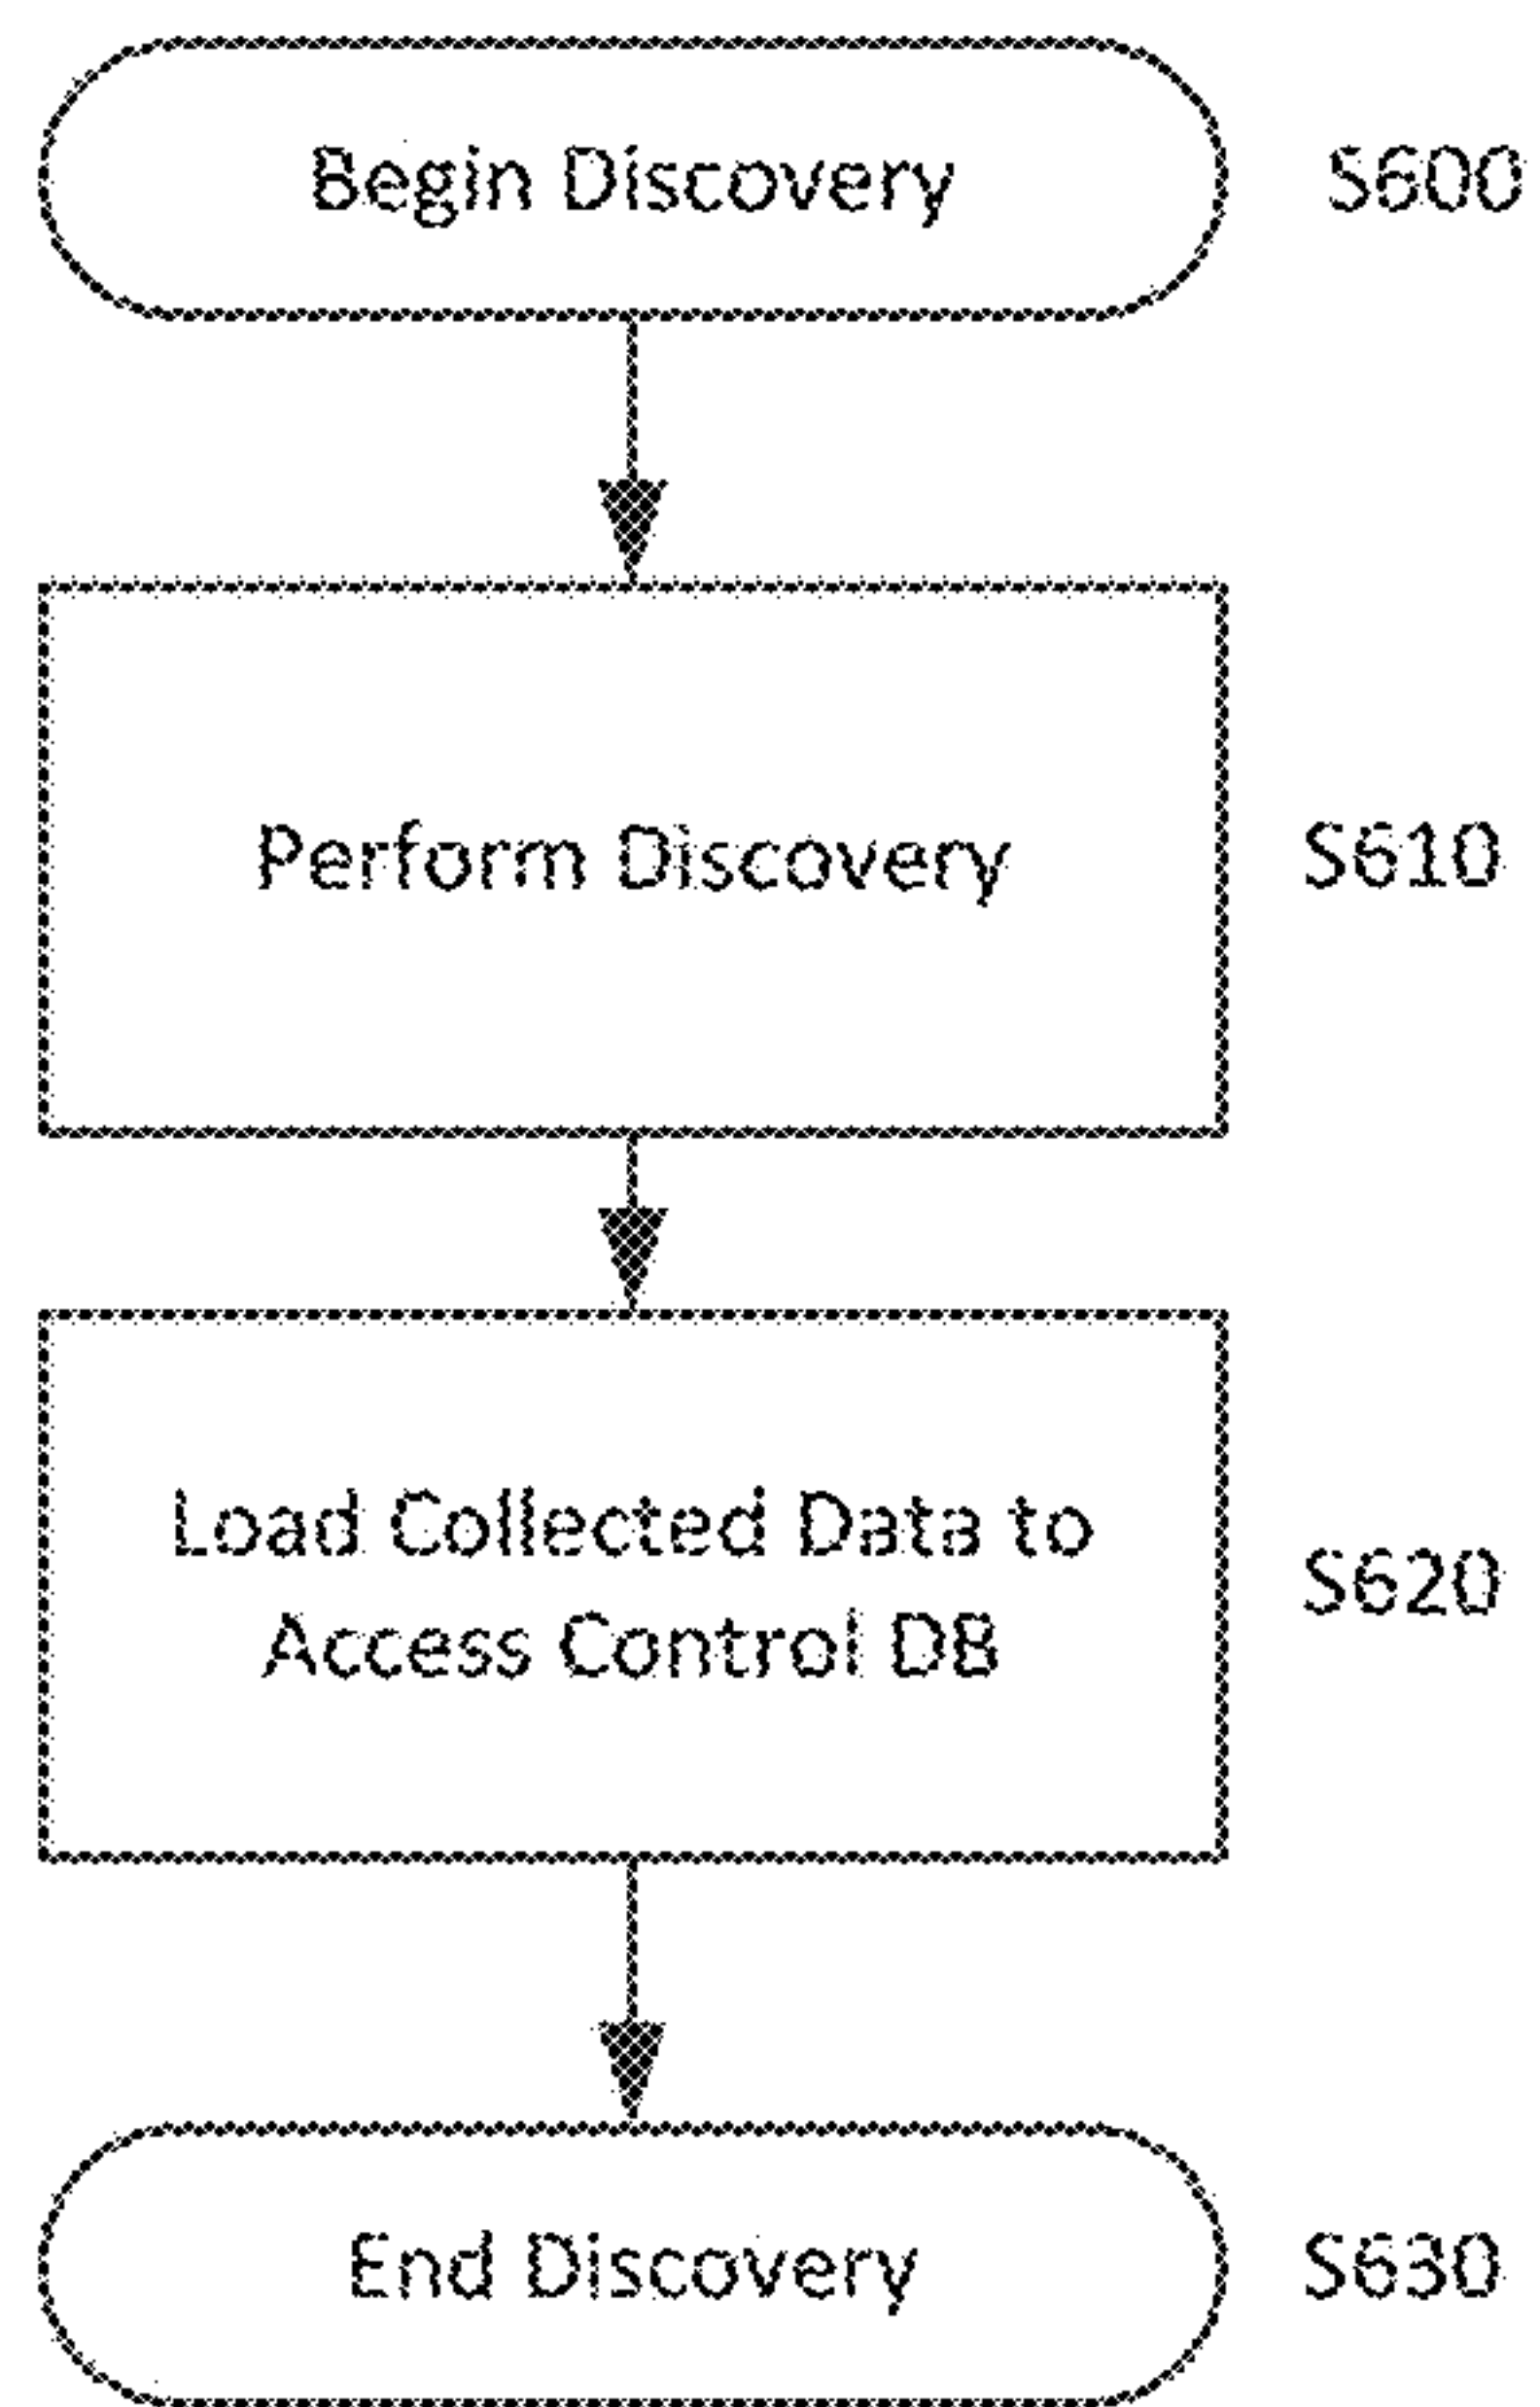 Begin Discovery
S600
Perform Discovery
S610
Load Collected Data to
Access Control DB
S620
End Discovery
S630